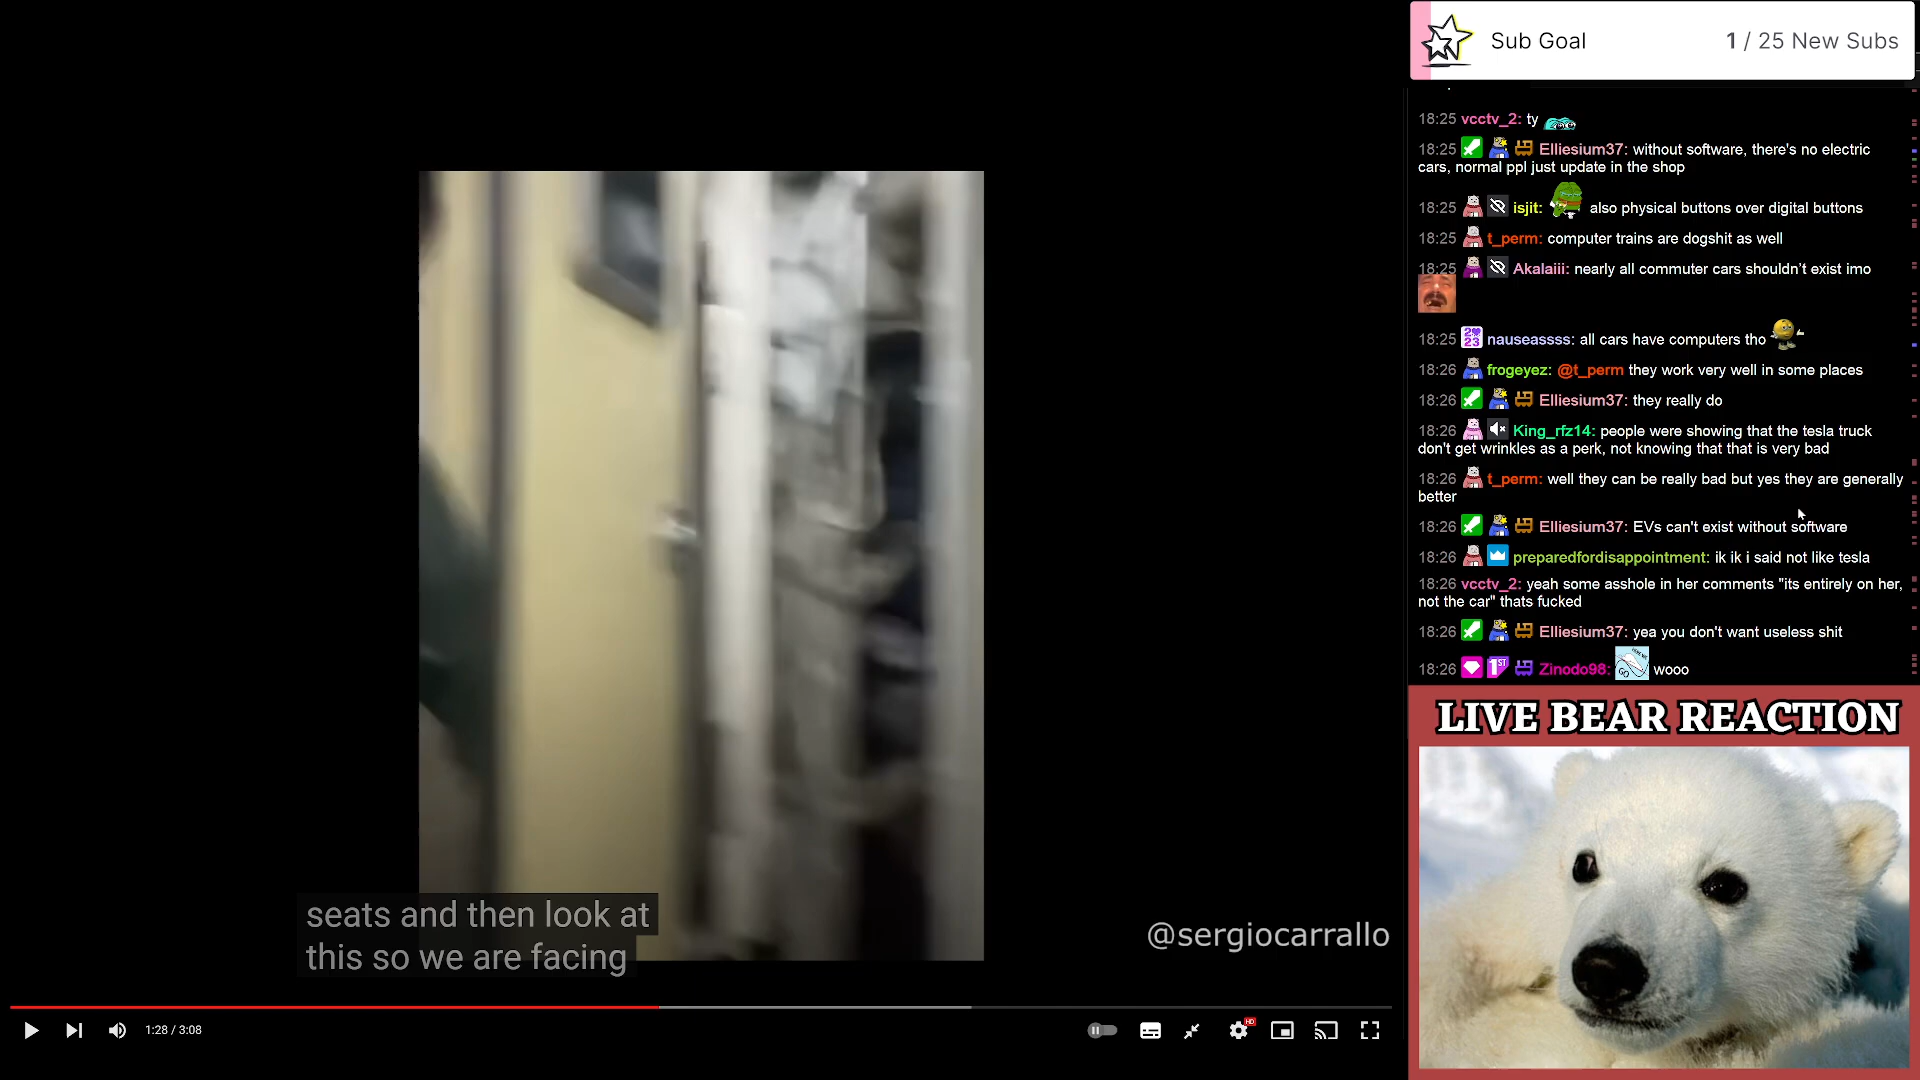 Sub Goal 1 / 25 New Subs
18:25 vcctv_2: ty
18:25 Elliesium37: without software, there's no electric
cars, normal ppl just update in the shop
18:25 isjit: also physical buttons over digital buttons
18:25 t_perm: computer trains are dogshit as well
18:25 Akalaiii: nearly all commuter cars shouldn't exist imo
18:25 nauseassss: all cars have computers tho
18:26 frogeyez: @t_perm they work very well in some places
18:26 Elliesium37: they really do
18:26 King_rfz14: people were showing that the tesla truck
don't get wrinkles as a perk, not knowing that that is very bad
18:26 t_perm: well they can be really bad but yes they are generally
better
18:26 Elliesium37: EVs can't exist without software
18:26 preparedfordisappointment: ik ik i said not like tesla
18:26 vcctv_2: yeah some asshole in her comments "its entirely on her,
not the car" thats fucked
18:26 Elliesium37: yea you don't want useless shit
18:26 Zinodo98: wooo
LIVE BEAR REACTION
seats and then look at
this so we are facing
@sergiocarrallo
1:28 / 3:08
HD